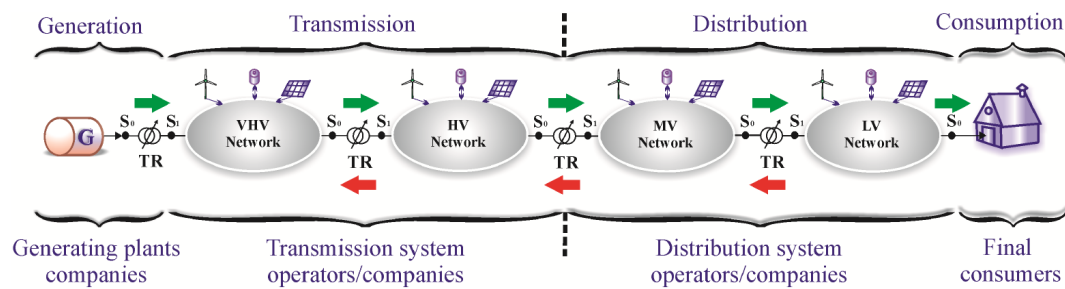 Generation
Transmission
Distribution
Consumption
G
S0
TR
S1
VHV
Network
S0
TR
S1
HV
Network
S0
TR
S1
MV
Network
S0
TR
S1
LV
Network
S0
Generating plants
companies
Transmission system
operators/companies
Distribution system
operators/companies
Final
consumers